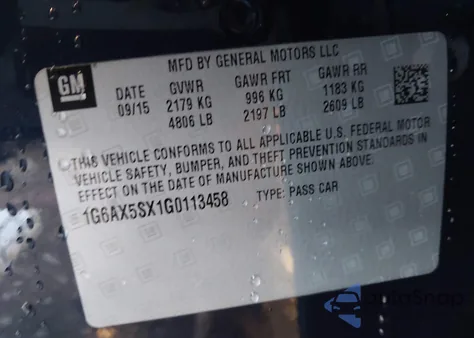 MFD BY GENERAL MOTORS LLC
GM
DATE GVWR GAWR FRT GAWR RR
09/15 2179 KG 996 KG 1183 KG
4806 LB 2197 LB 2609 LB
THIS VEHICLE CONFORMS TO ALL APPLICABLE U.S. FEDERAL MOTOR
VEHICLE SAFETY, BUMPER, AND THEFT PREVENTION STANDARDS IN
EFFECT ON THE DATE OF MANUFACTURE SHOWN ABOVE.
1G6AX5SX1G0113458 TYPE: PASS CAR
AutoSnap